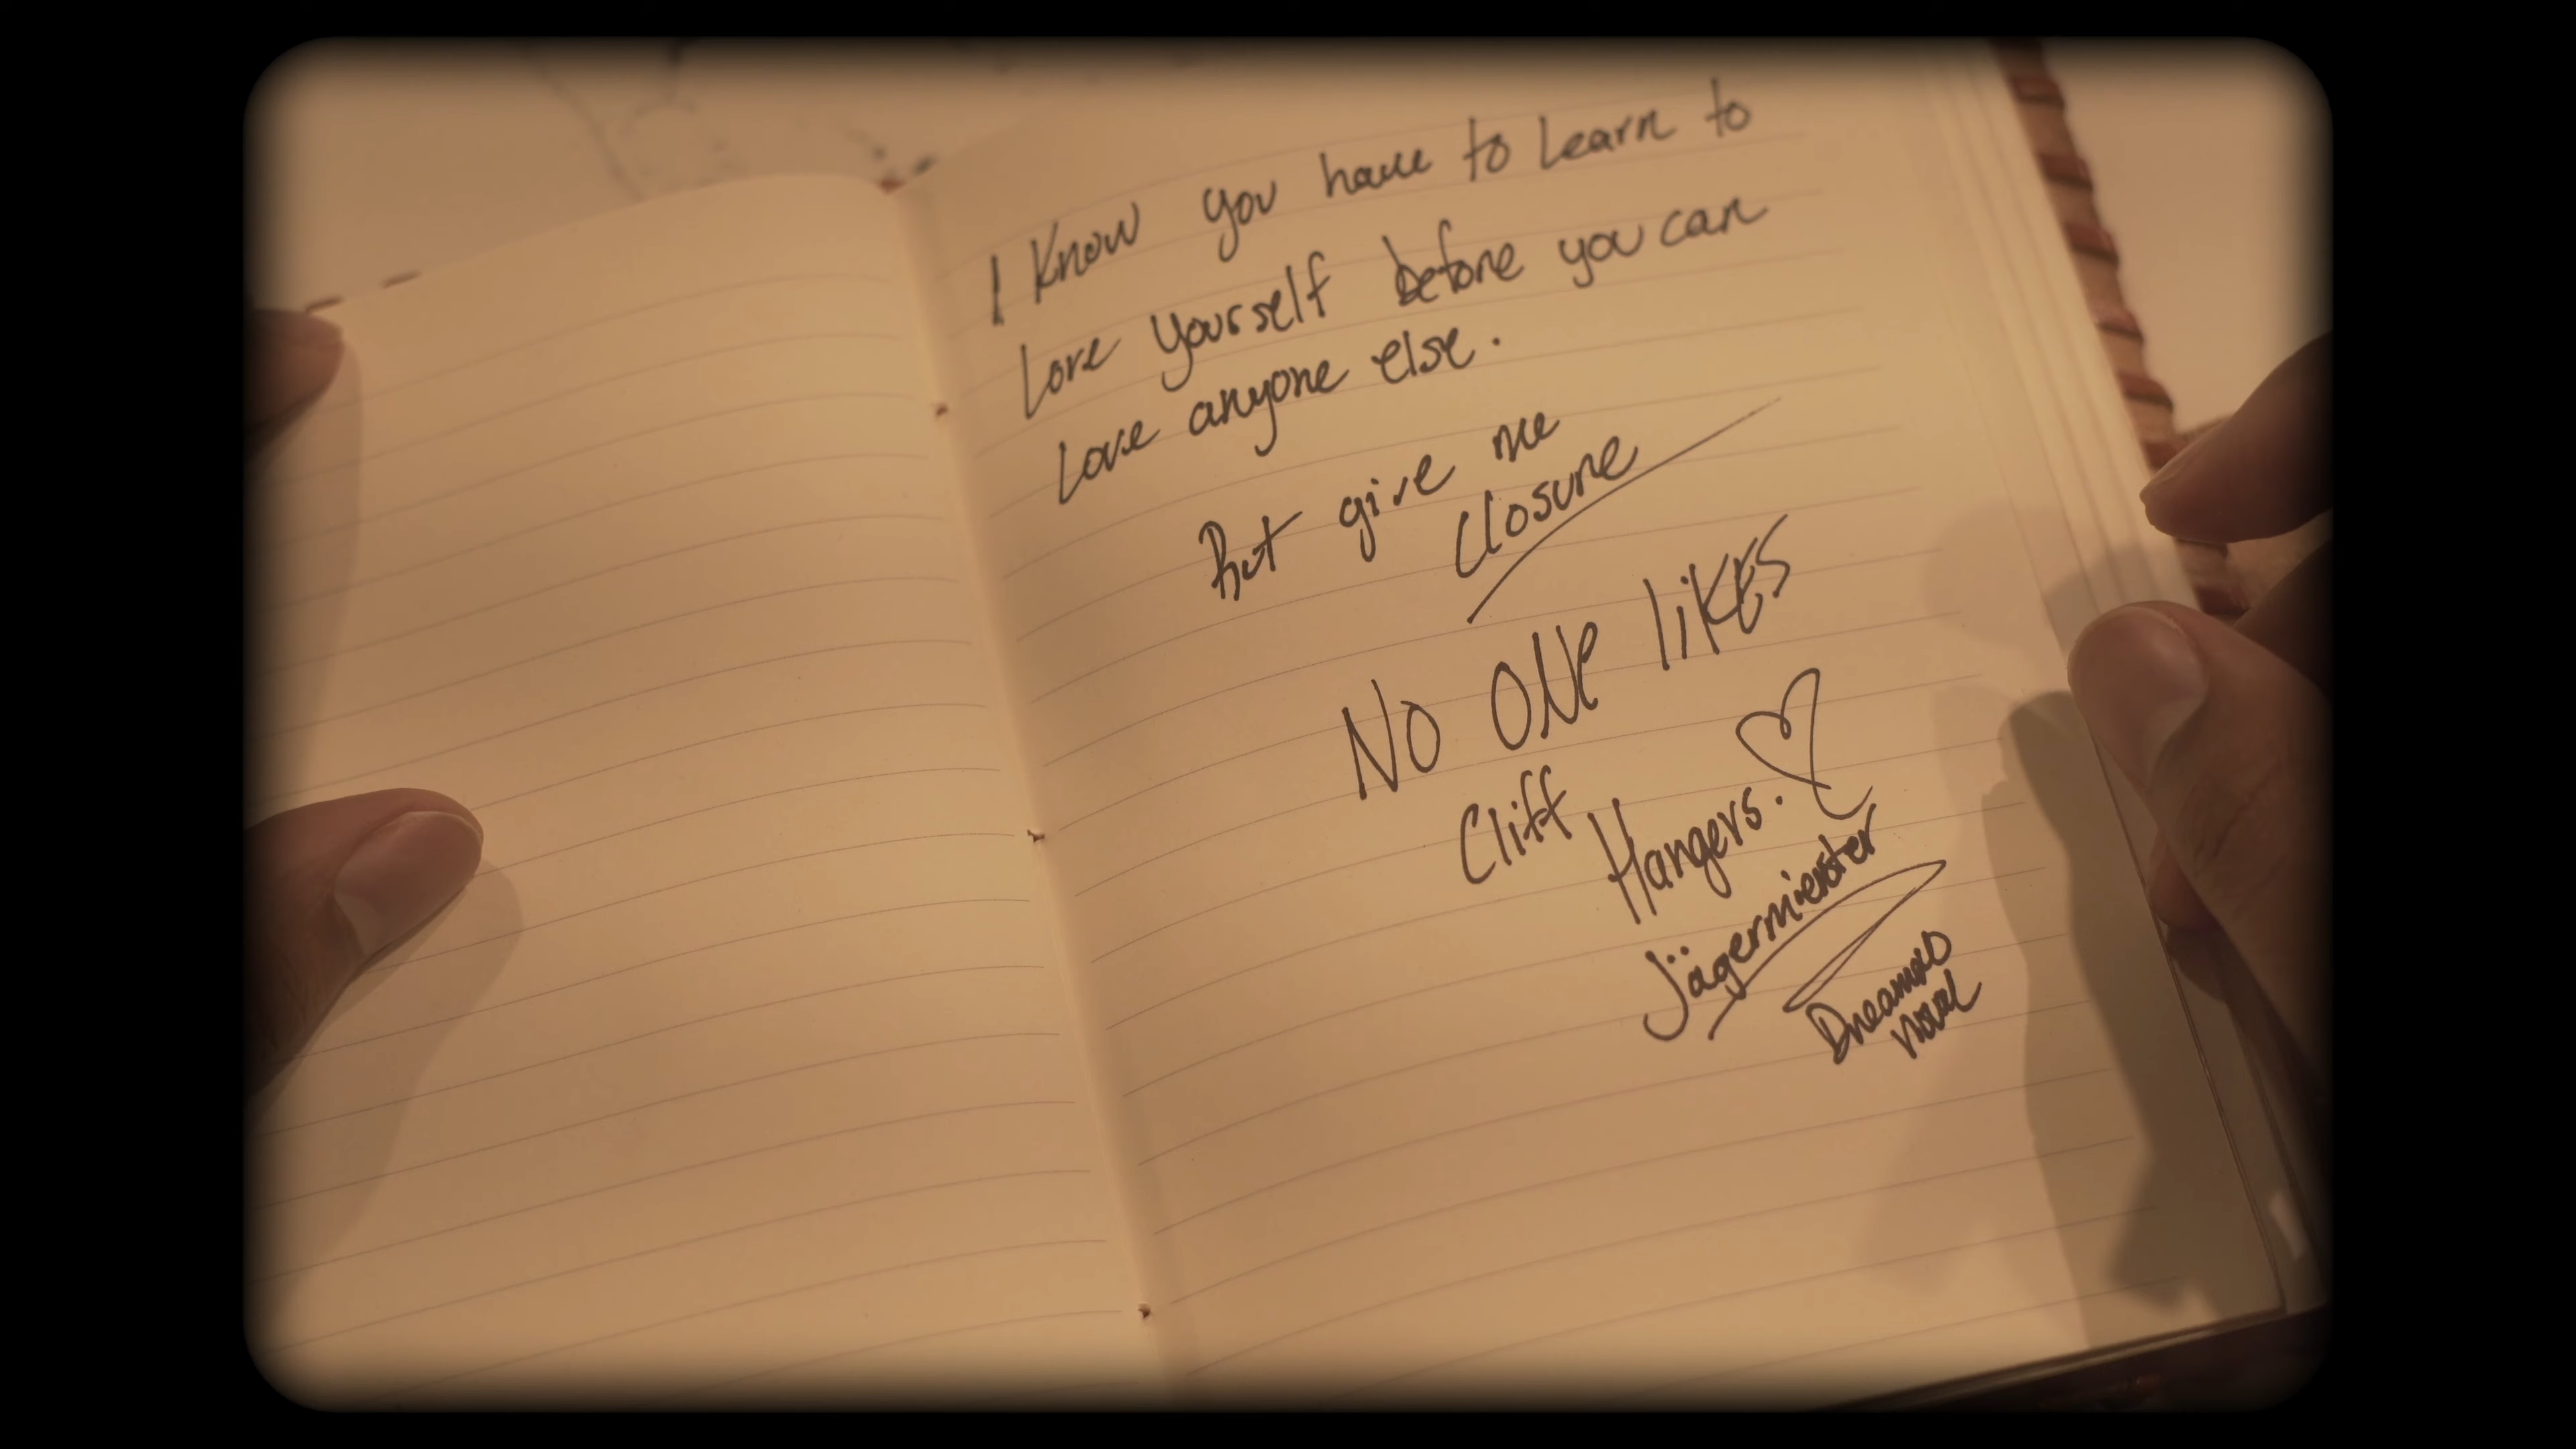 I Know you have to Learn to
Love yourself before you can
Love anyone else.
But give me
Closure
No ONe likes
Cliff Hangers.
Jägermiester
Novel